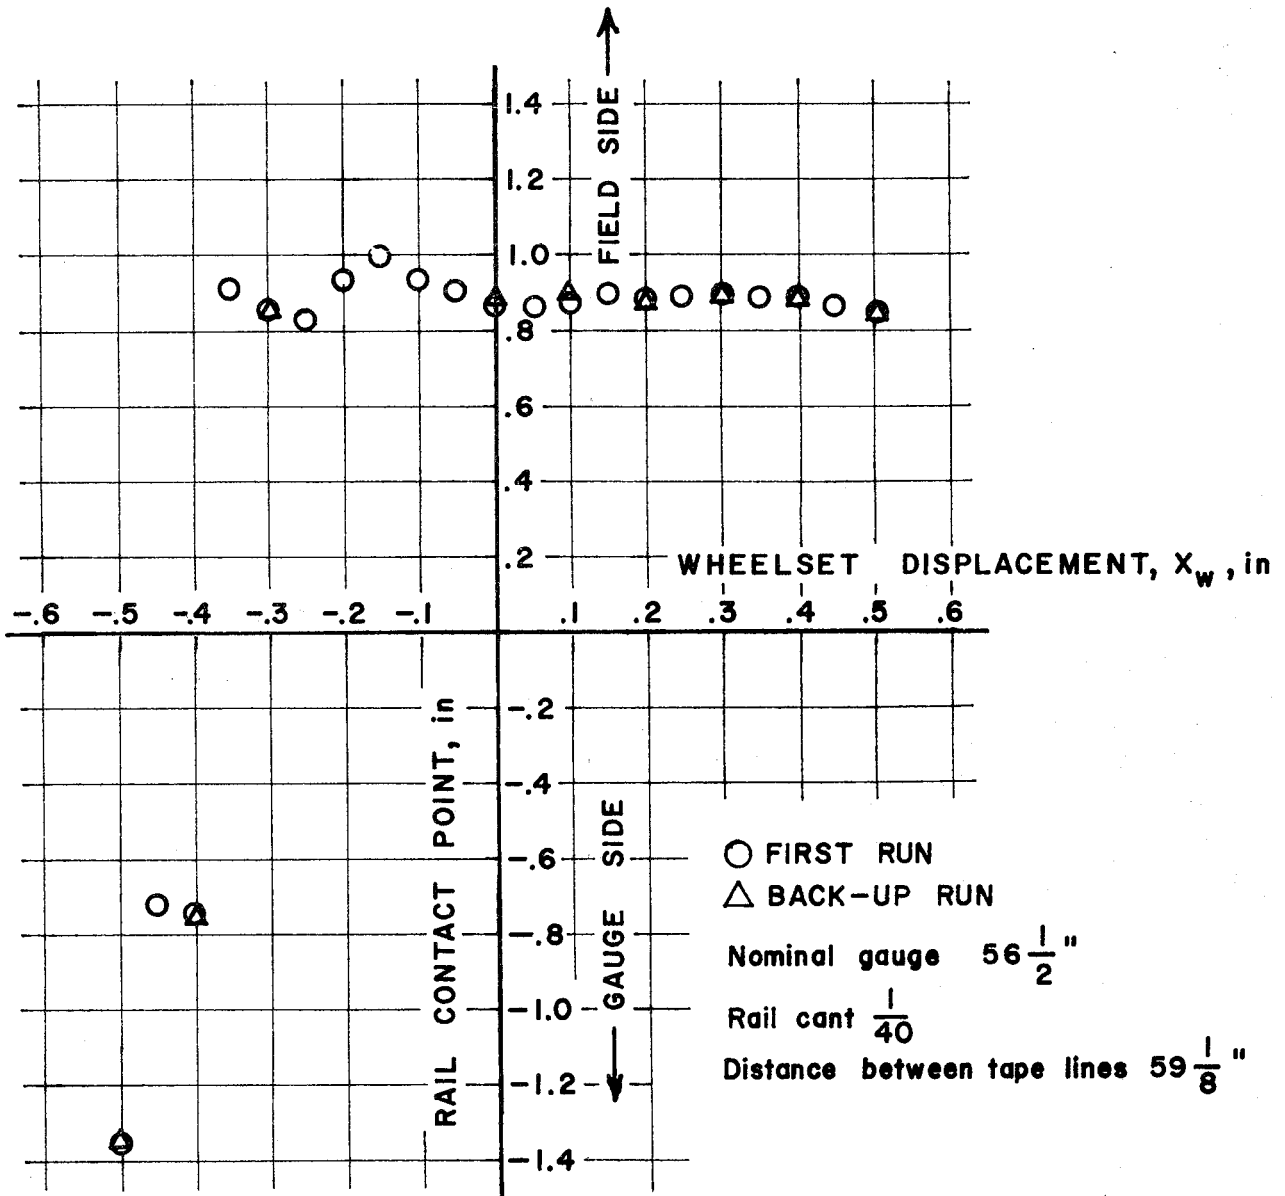 FIELD SIDE
1.4
1.2
1.0
.8
.6
.4
.2
WHEELSET DISPLACEMENT, Xw, in
-.6 -.5 -.4 -.3 -.2 -.1 .1 .2 .3 .4 .5 .6
-.2
-.4
-.6
-.8
-1.0
-1.2
-1.4
RAIL CONTACT POINT, in
GAUGE SIDE
FIRST RUN
BACK-UP RUN
Nominal gauge 56 1/2"
Rail cant 1/40
Distance between tape lines 59 1/8"